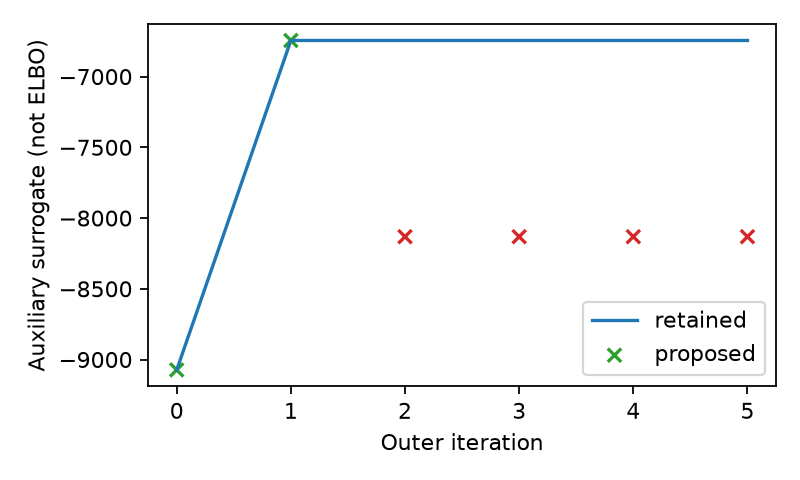 Auxiliary surrogate (not ELBO)
−7000
−7500
−8000
−8500
−9000
retained
proposed
0 1 2 3 4 5
Outer iteration